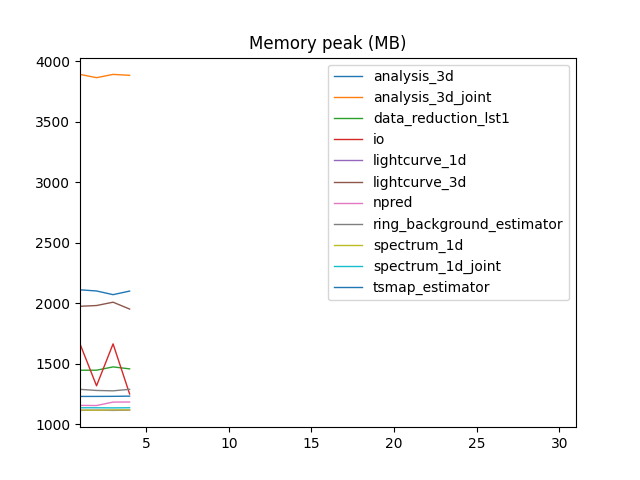 Memory peak (MB)
4000
3500
3000
2500
2000
1500
1000
analysis_3d
analysis_3d_joint
data_reduction_lst1
io
lightcurve_1d
lightcurve_3d
npred
ring_background_estimator
spectrum_1d
spectrum_1d_joint
tsmap_estimator
5 10 15 20 25 30